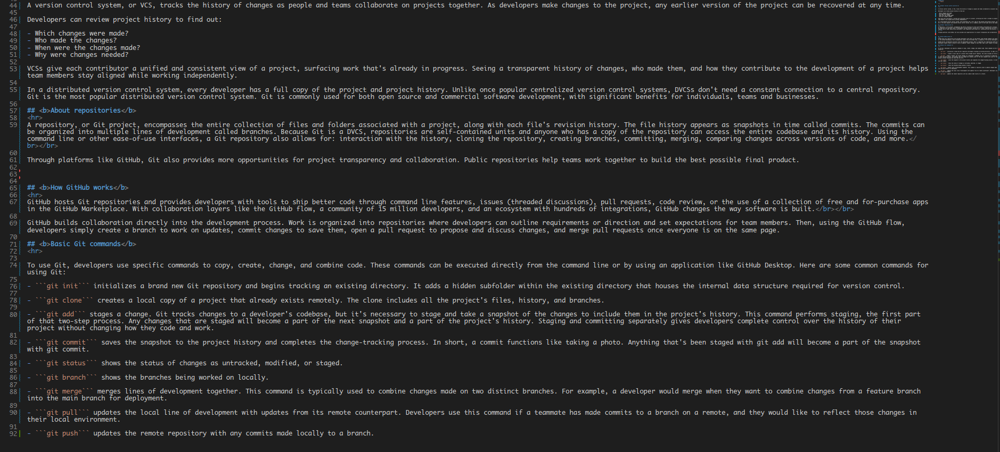 44 A version control system, or VCS, tracks the history of changes as people and teams collaborate on projects together. As developers make changes to the project, any earlier version of the project can be recovered at any time.
45
46 Developers can review project history to find out:
47
48 - Which changes were made?
49 - Who made the changes?
50 - When were the changes made?
51 - Why were changes needed?
52
53 VCSs give each contributor a unified and consistent view of a project, surfacing work that's already in progress. Seeing a transparent history of changes, who made them, and how they contribute to the development of a project helps
team members stay aligned while working independently.
54
55 In a distributed version control system, every developer has a full copy of the project and project history. Unlike once popular centralized version control systems, DVCSs don't need a constant connection to a central repository.
Git is the most popular distributed version control system. Git is commonly used for both open source and commercial software development, with significant benefits for individuals, teams and businesses.
56
57 ## <b>About repositories</b>
58 <hr>
59 A repository, or Git project, encompasses the entire collection of files and folders associated with a project, along with each file's revision history. The file history appears as snapshots in time called commits. The commits can
be organized into multiple lines of development called branches. Because Git is a DVCS, repositories are self-contained units and anyone who has a copy of the repository can access the entire codebase and its history. Using the
command line or other ease-of-use interfaces, a Git repository also allows for: interaction with the history, cloning the repository, creating branches, committing, merging, comparing changes across versions of code, and more.</
br></br>
60
61 Through platforms like GitHub, Git also provides more opportunities for project transparency and collaboration. Public repositories help teams work together to build the best possible final product.
62
63
64
65 ## <b>How GitHub works</b>
66 <hr>
67 GitHub hosts Git repositories and provides developers with tools to ship better code through command line features, issues (threaded discussions), pull requests, code review, or the use of a collection of free and for-purchase apps
in the GitHub Marketplace. With collaboration layers like the GitHub flow, a community of 15 million developers, and an ecosystem with hundreds of integrations, GitHub changes the way software is built.</br></br>
68
69 GitHub builds collaboration directly into the development process. Work is organized into repositories where developers can outline requirements or direction and set expectations for team members. Then, using the GitHub flow,
developers simply create a branch to work on updates, commit changes to save them, open a pull request to propose and discuss changes, and merge pull requests once everyone is on the same page.
70
71 ## <b>Basic Git commands</b>
72 <hr>
73
74 To use Git, developers use specific commands to copy, create, change, and combine code. These commands can be executed directly from the command line or by using an application like GitHub Desktop. Here are some common commands for
using Git:
75
76 - ```git init``` initializes a brand new Git repository and begins tracking an existing directory. It adds a hidden subfolder within the existing directory that houses the internal data structure required for version control.
77
78 - ```git clone``` creates a local copy of a project that already exists remotely. The clone includes all the project's files, history, and branches.
79
80 - ```git add``` stages a change. Git tracks changes to a developer's codebase, but it's necessary to stage and take a snapshot of the changes to include them in the project's history. This command performs staging, the first part
of that two-step process. Any changes that are staged will become a part of the next snapshot and a part of the project's history. Staging and committing separately gives developers complete control over the history of their
project without changing how they code and work.
81
82 - ```git commit``` saves the snapshot to the project history and completes the change-tracking process. In short, a commit functions like taking a photo. Anything that's been staged with git add will become a part of the snapshot
with git commit.
83
84 - ```git status``` shows the status of changes as untracked, modified, or staged.
85
86 - ```git branch``` shows the branches being worked on locally.
87
88 - ```git merge``` merges lines of development together. This command is typically used to combine changes made on two distinct branches. For example, a developer would merge when they want to combine changes from a feature branch
into the main branch for deployment.
89
90 - ```git pull``` updates the local line of development with updates from its remote counterpart. Developers use this command if a teammate has made commits to a branch on a remote, and they would like to reflect those changes in
their local environment.
91
92 - ```git push``` updates the remote repository with any commits made locally to a branch.